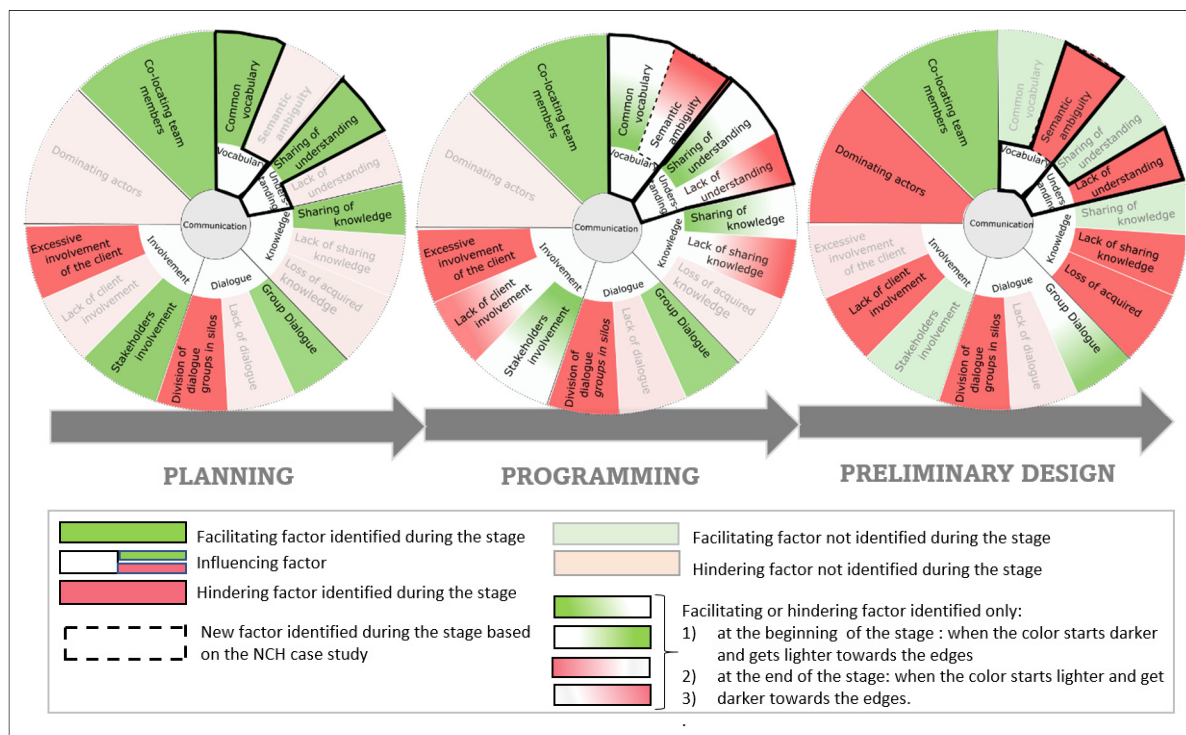 Co-locating team
members
Common
vocabulary
Semantic
ambiguity
Sharing of
understanding
Lack of
understanding
Sharing of
knowledge
Lack of sharing
knowledge
Loss of acquired
knowledge
Group Dialogue
Lack of dialogue
Division of
dialogue
groups in silos
Stakeholders
involvement
Lack of client
involvement
Excessive
involvement
of the client
Dominating actors
Vocabulary
Unders-
tanding
Knowledge
Dialogue
Involvement
Communication
Co-locating team
members
Common
vocabulary
Semantic
ambiguity
Sharing of
understanding
Lack of
understanding
Sharing of
knowledge
Lack of sharing
knowledge
Loss of acquired
knowledge
Group Dialogue
Lack of dialogue
Division of
dialogue
groups in silos
Stakeholders
involvement
Lack of client
involvement
Excessive
involvement
of the client
Dominating actors
Vocabulary
Unders-
tanding
Knowledge
Dialogue
Involvement
Communication
Co-locating team
members
Common
vocabulary
Semantic
ambiguity
Sharing of
understanding
Lack of
understanding
Sharing of
knowledge
Lack of sharing
knowledge
Loss of acquired
Group Dialogue
Lack of dialogue
Division of
dialogue
groups in silos
Stakeholders
involvement
Lack of client
involvement
Excessive
involvement
of the client
Dominating actors
Vocabulary
Unders-
tanding
Knowledge
Dialogue
Involvement
Communication
PLANNING
PROGRAMMING
PRELIMINARY DESIGN
Facilitating factor identified during the stage
Influencing factor
Hindering factor identified during the stage
New factor identified during the stage based
on the NCH case study
Facilitating factor not identified during the stage
Hindering factor not identified during the stage
Facilitating or hindering factor identified only:
1) at the beginning of the stage : when the color starts darker
and gets lighter towards the edges
2) at the end of the stage: when the color starts lighter and get
3) darker towards the edges.
.